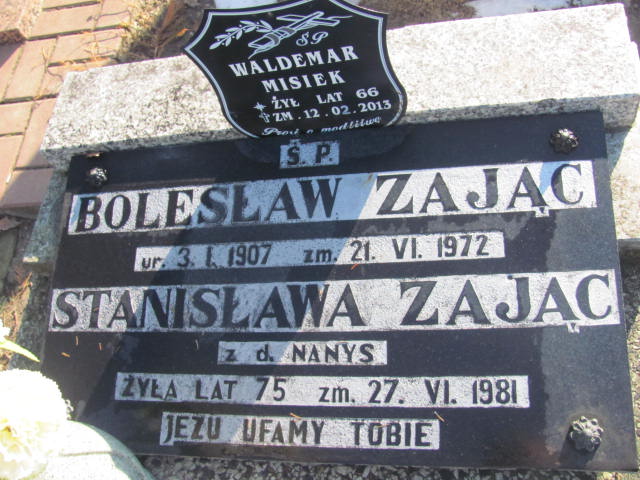 Ś.P.
WALDEMAR
MISIEK
ŻYŁ LAT 66
ZM. 12.02.2013
Prosi o modlitwę
Ś.P.
BOLESŁAW ZAJĄC
ur. 3. I. 1907 zm. 21. VI. 1972
STANISŁAWA ZAJĄC
z d. NANYS
ŻYŁA LAT 75 zm. 27. VI. 1981
JEZU UFAMY TOBIE